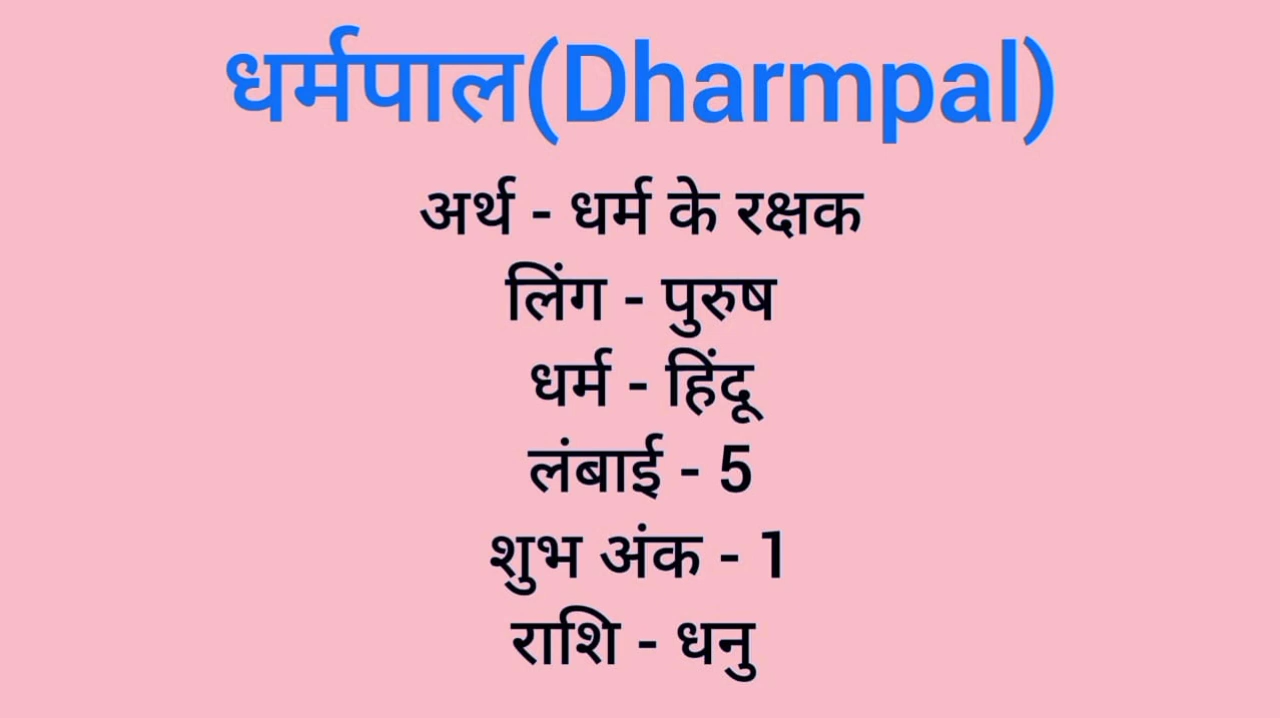 धर्मपाल(Dharmpal)
अर्थ - धर्म के रक्षक
लिंग - पुरुष
धर्म - हिंदू
लंबाई - 5
शुभ अंक - 1
राशि - धनु